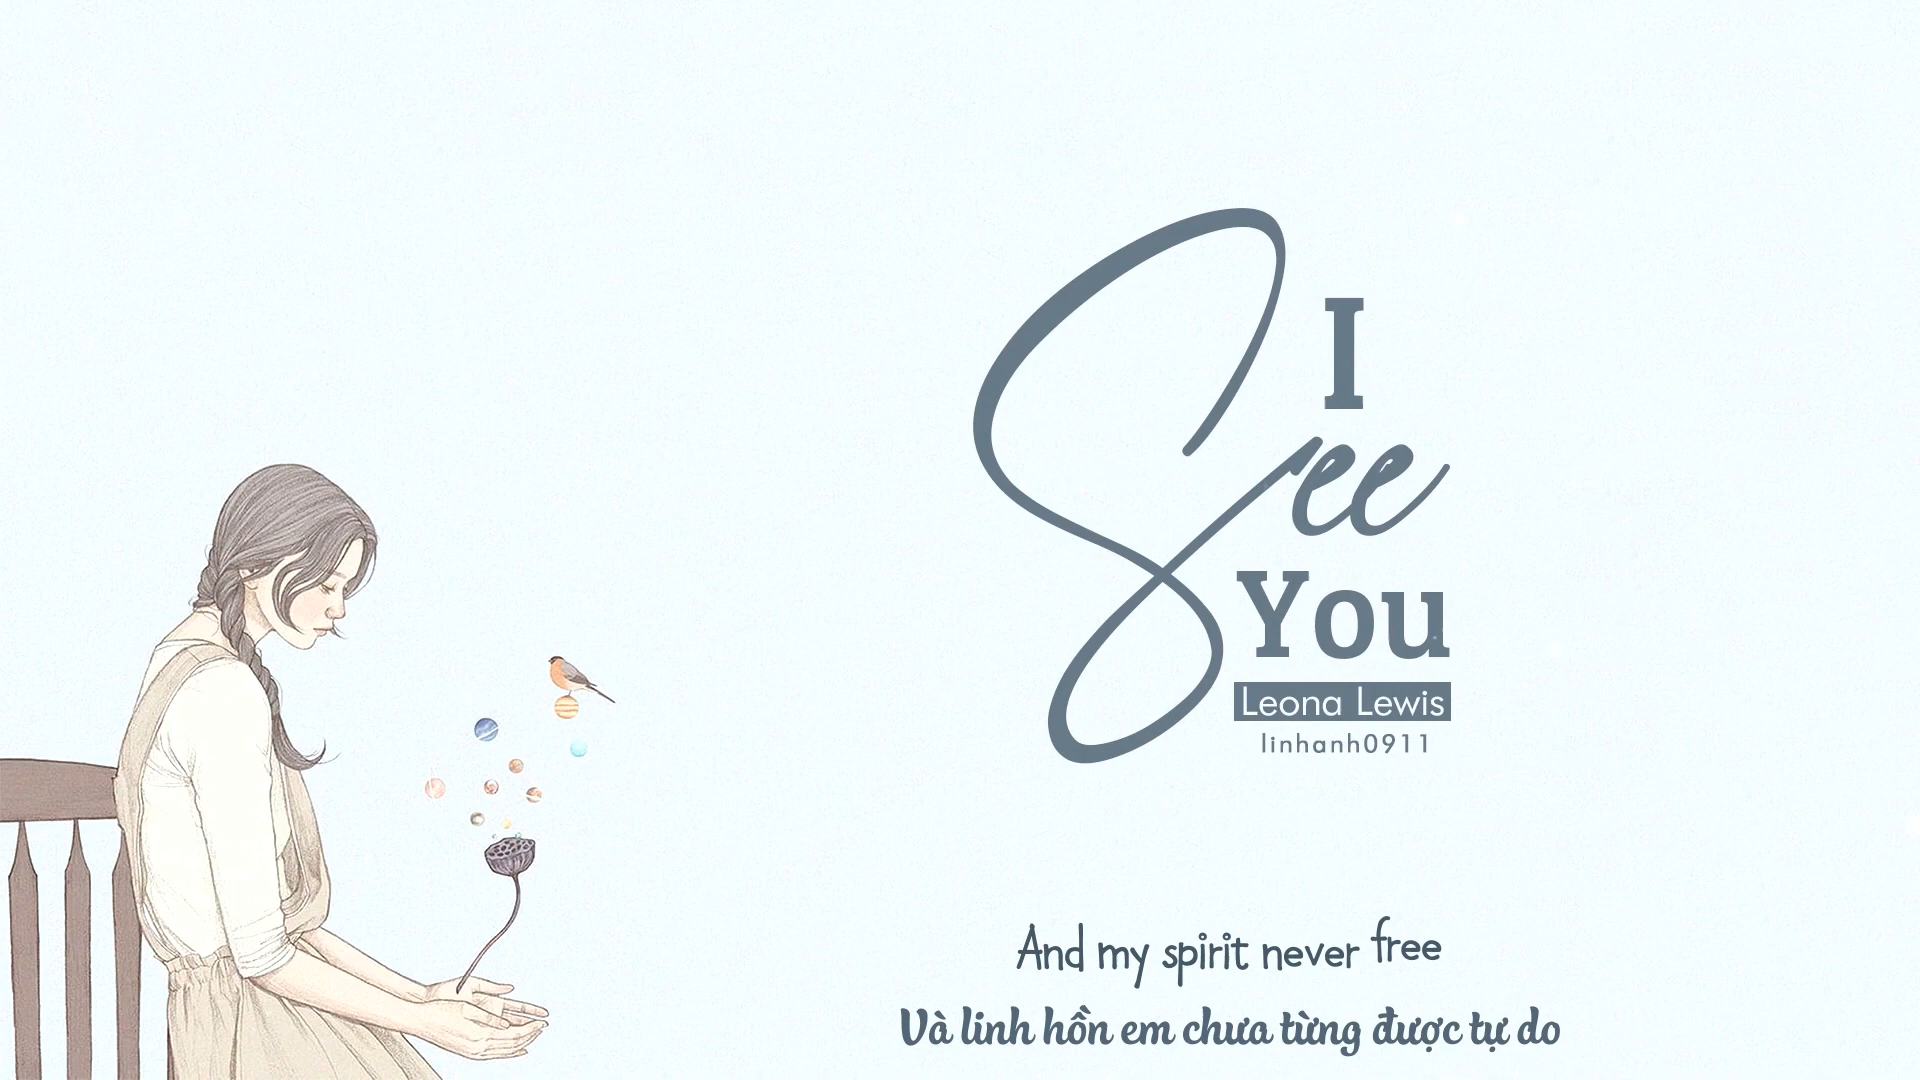 I
See
You
Leona Lewis
linhanh0911
And my spirit never free
Và linh hồn em chưa từng được tự do